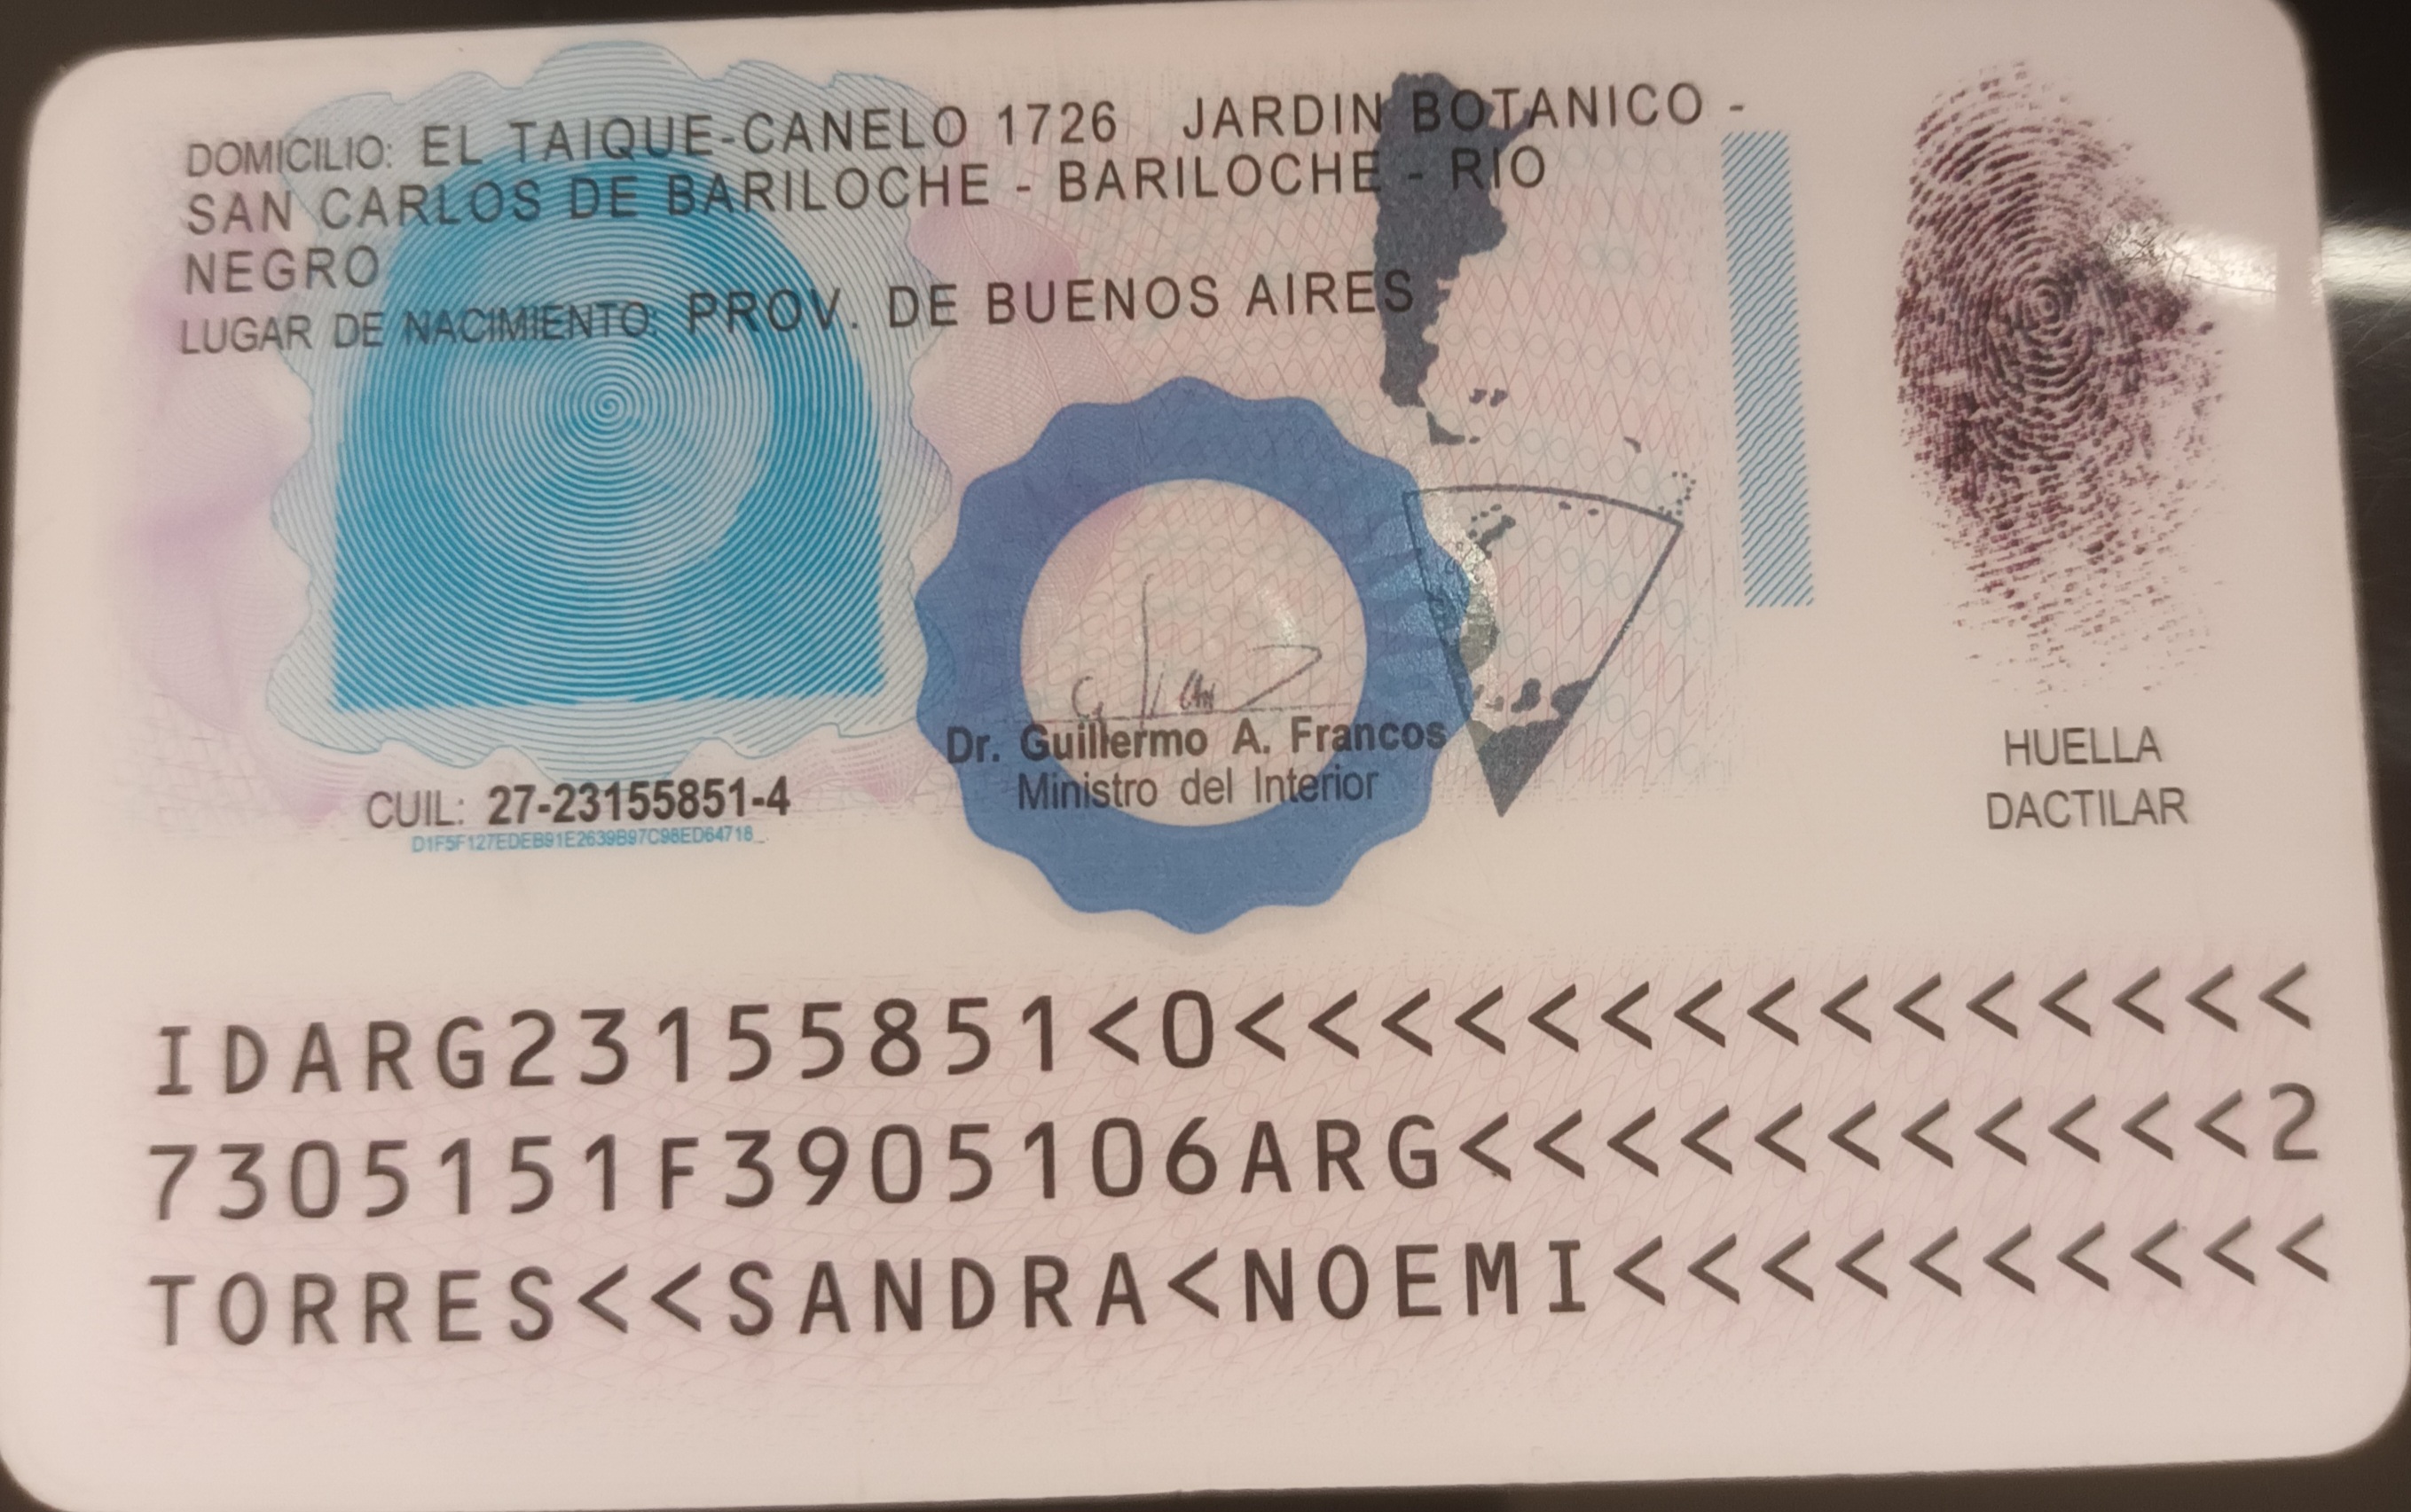 DOMICILIO: EL TAIQUE-CANELO 1726 JARDIN BOTANICO -
SAN CARLOS DE BARILOCHE - BARILOCHE - RIO
NEGRO
LUGAR DE NACIMIENTO: PROV. DE BUENOS AIRES
Dr. Guillermo A. Francos
Ministro del Interior
CUIL: 27-23155851-4
D1F5F127EDEB91E2639B97C98ED64718_
HUELLA
DACTILAR
IDARG23155851<0<<<<<<<<<<<<<<<
7305151F3905106ARG<<<<<<<<<<<2
TORRES<<SANDRA<NOEMI<<<<<<<<<<